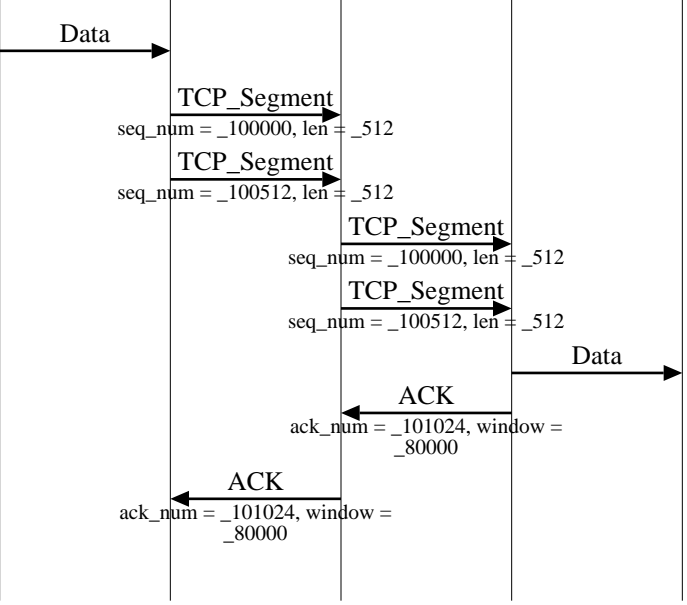 Data
TCP_Segment
seq_num = _100000, len = _512
TCP_Segment
seq_num = _100512, len = _512
TCP_Segment
seq_num = _100000, len = _512
TCP_Segment
seq_num = _100512, len = _512
Data
ACK
ack_num = _101024, window =
_80000
ACK
ack_num = _101024, window =
_80000